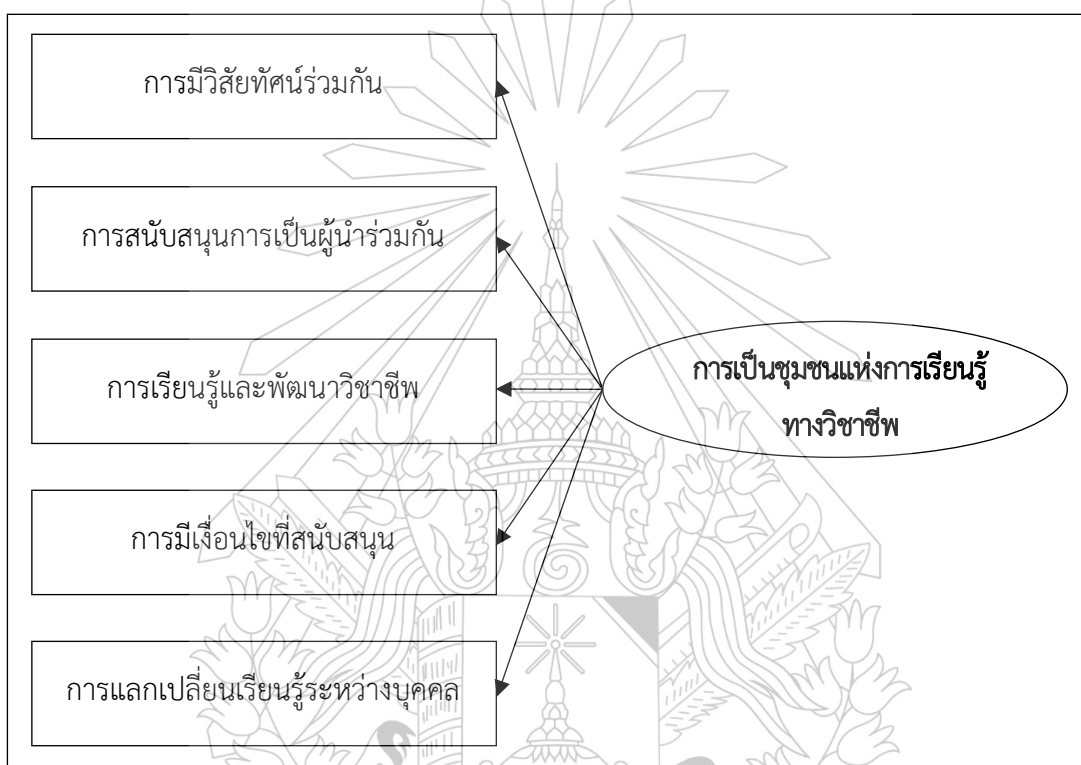 การมีวิสัยทัศน์ร่วมกัน
การสนับสนุนการเป็นผู้นำร่วมกัน
การเรียนรู้และพัฒนาวิชาชีพ
การมีเงื่อนไขที่สนับสนุน
การแลกเปลี่ยนเรียนรู้ระหว่างบุคคล
การเป็นชุมชนแห่งการเรียนรู้
ทางวิชาชีพ